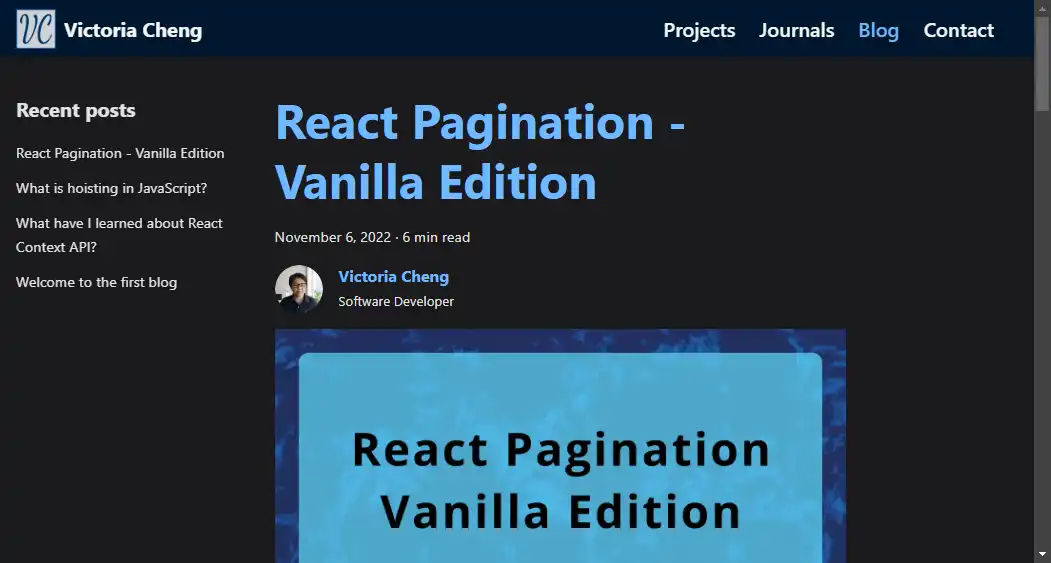 VC Victoria Cheng
Projects Journals Blog Contact
Recent posts
React Pagination - Vanilla Edition
What is hoisting in JavaScript?
What have I learned about React
Context API?
Welcome to the first blog
React Pagination -
Vanilla Edition
November 6, 2022 · 6 min read
Victoria Cheng
Software Developer
React Pagination
Vanilla Edition